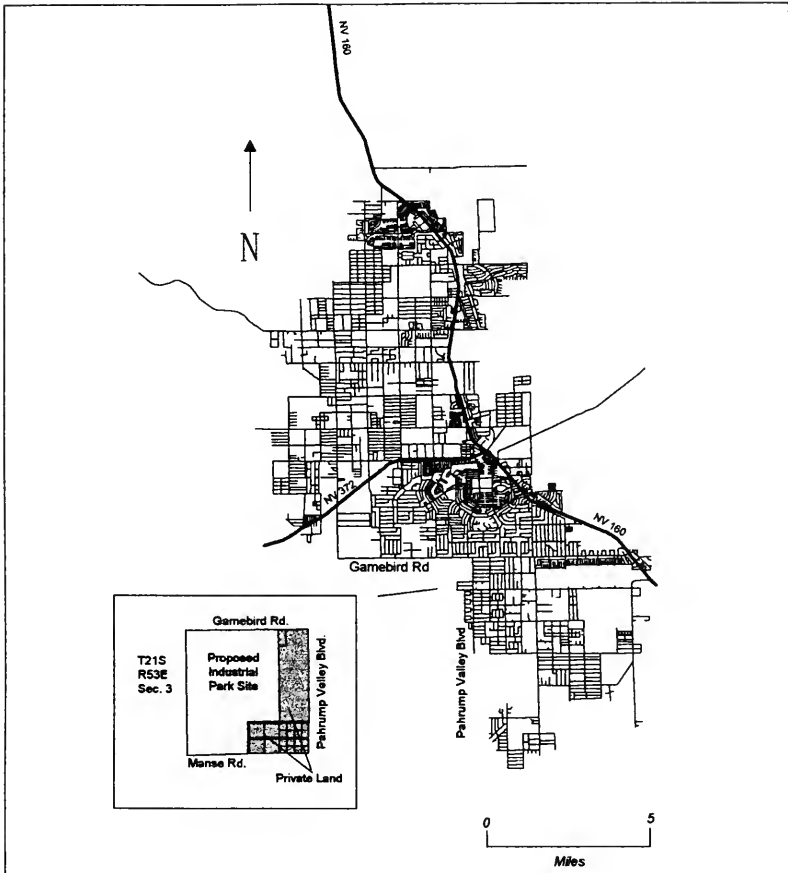 NV 160
N
NV 372
NV 160
Gamebird Rd
Pahrump Valley Blvd
Gamebird Rd.
T21S
R53E
Sec. 3
Proposed
Industrial
Park Site
Pahrump Valley Blvd.
Manse Rd.
Private Land
0 5
Miles